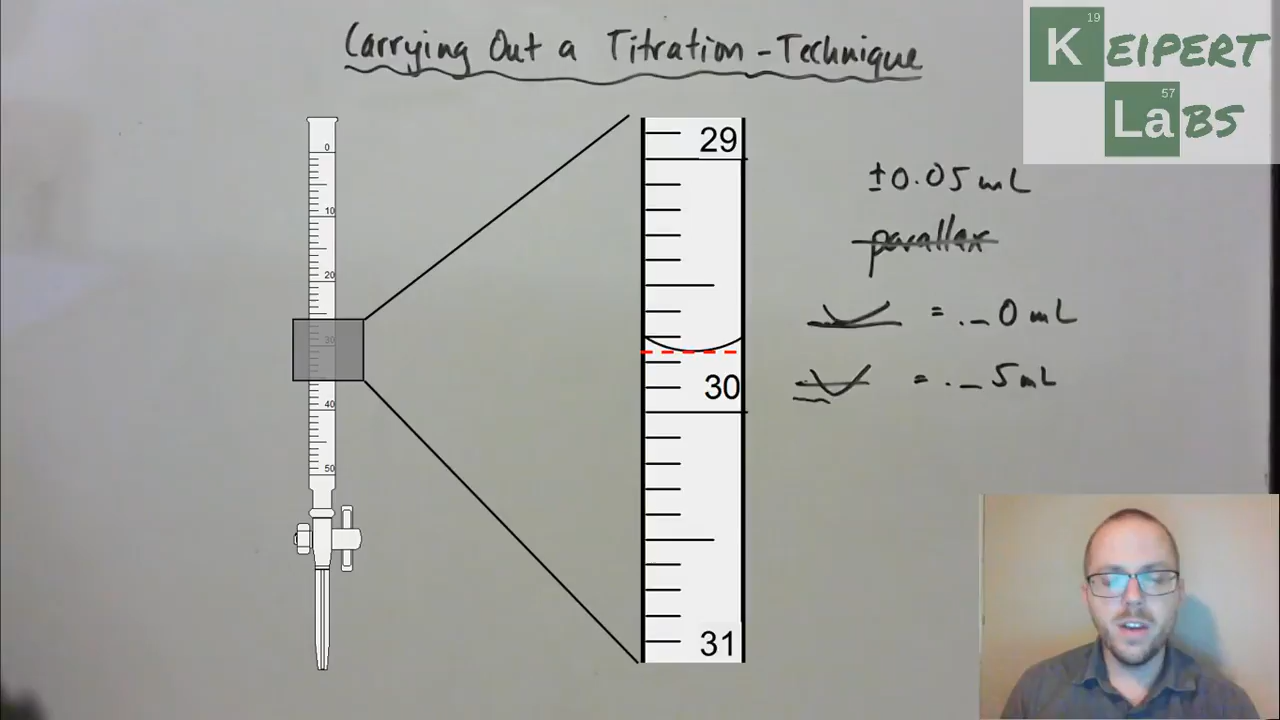 Carrying Out a Titration - Technique
19
K EIPERT
57
La BS
0
10
20
30
40
50
29
30
31
±0.05 mL
parallax
= ._0 mL
= ._5 mL